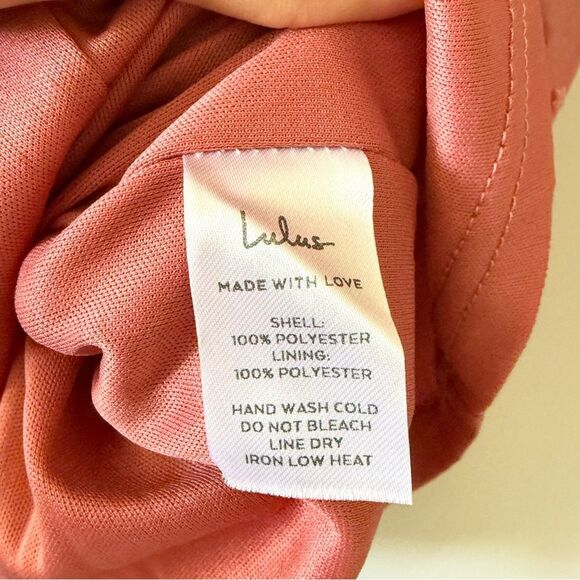 Lulus
MADE WITH LOVE
SHELL:
100% POLYESTER
LINING:
100% POLYESTER
HAND WASH COLD
DO NOT BLEACH
LINE DRY
IRON LOW HEAT